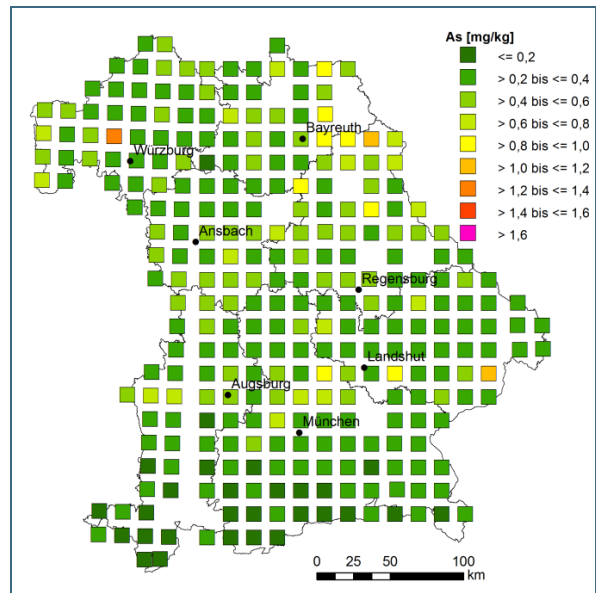 As [mg/kg]
<= 0,2
> 0,2 bis <= 0,4
> 0,4 bis <= 0,6
> 0,6 bis <= 0,8
> 0,8 bis <= 1,0
> 1,0 bis <= 1,2
> 1,2 bis <= 1,4
> 1,4 bis <= 1,6
> 1,6
Bayreuth
Würzburg
Ansbach
Regensburg
Landshut
Augsburg
München
0 25 50 100
km